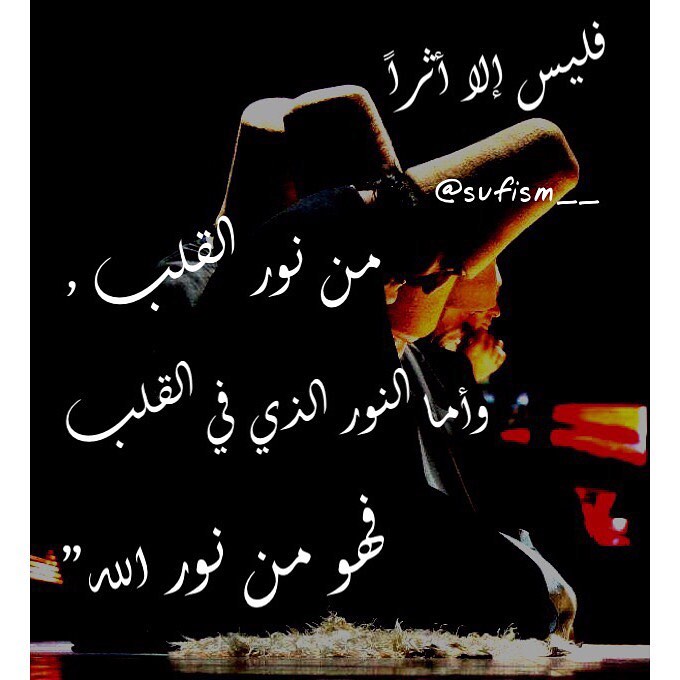 فليس إلا أثراً
@sufism__
من نور القلب ,
وأما النور الذي في القلب
فهو من نور الله”